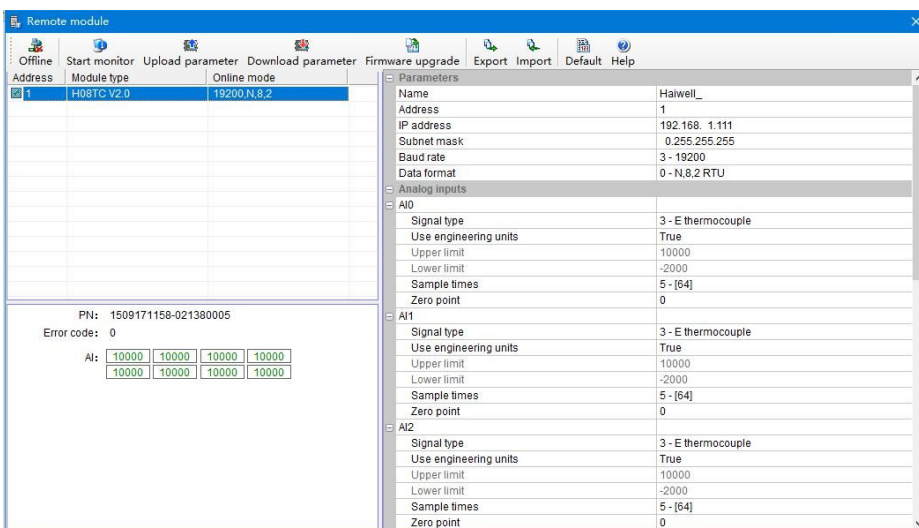 Remote module
Offline Start monitor Upload parameter Download parameter Firmware upgrade Export Import Default Help
Address Module type Online mode
1 H08TC V2.0 19200,N,8,2
PN: 1509171158-021380005
Error code: 0
AI: 10000 10000 10000 10000
10000 10000 10000 10000
Parameters
Name Haiwell_
Address 1
IP address 192.168. 1.111
Subnet mask 0.255.255.255
Baud rate 3 - 19200
Data format 0 - N,8,2 RTU
Analog inputs
AI0
Signal type 3 - E thermocouple
Use engineering units True
Upper limit 10000
Lower limit -2000
Sample times 5 - [64]
Zero point 0
AI1
Signal type 3 - E thermocouple
Use engineering units True
Upper limit 10000
Lower limit -2000
Sample times 5 - [64]
Zero point 0
AI2
Signal type 3 - E thermocouple
Use engineering units True
Upper limit 10000
Lower limit -2000
Sample times 5 - [64]
Zero point 0